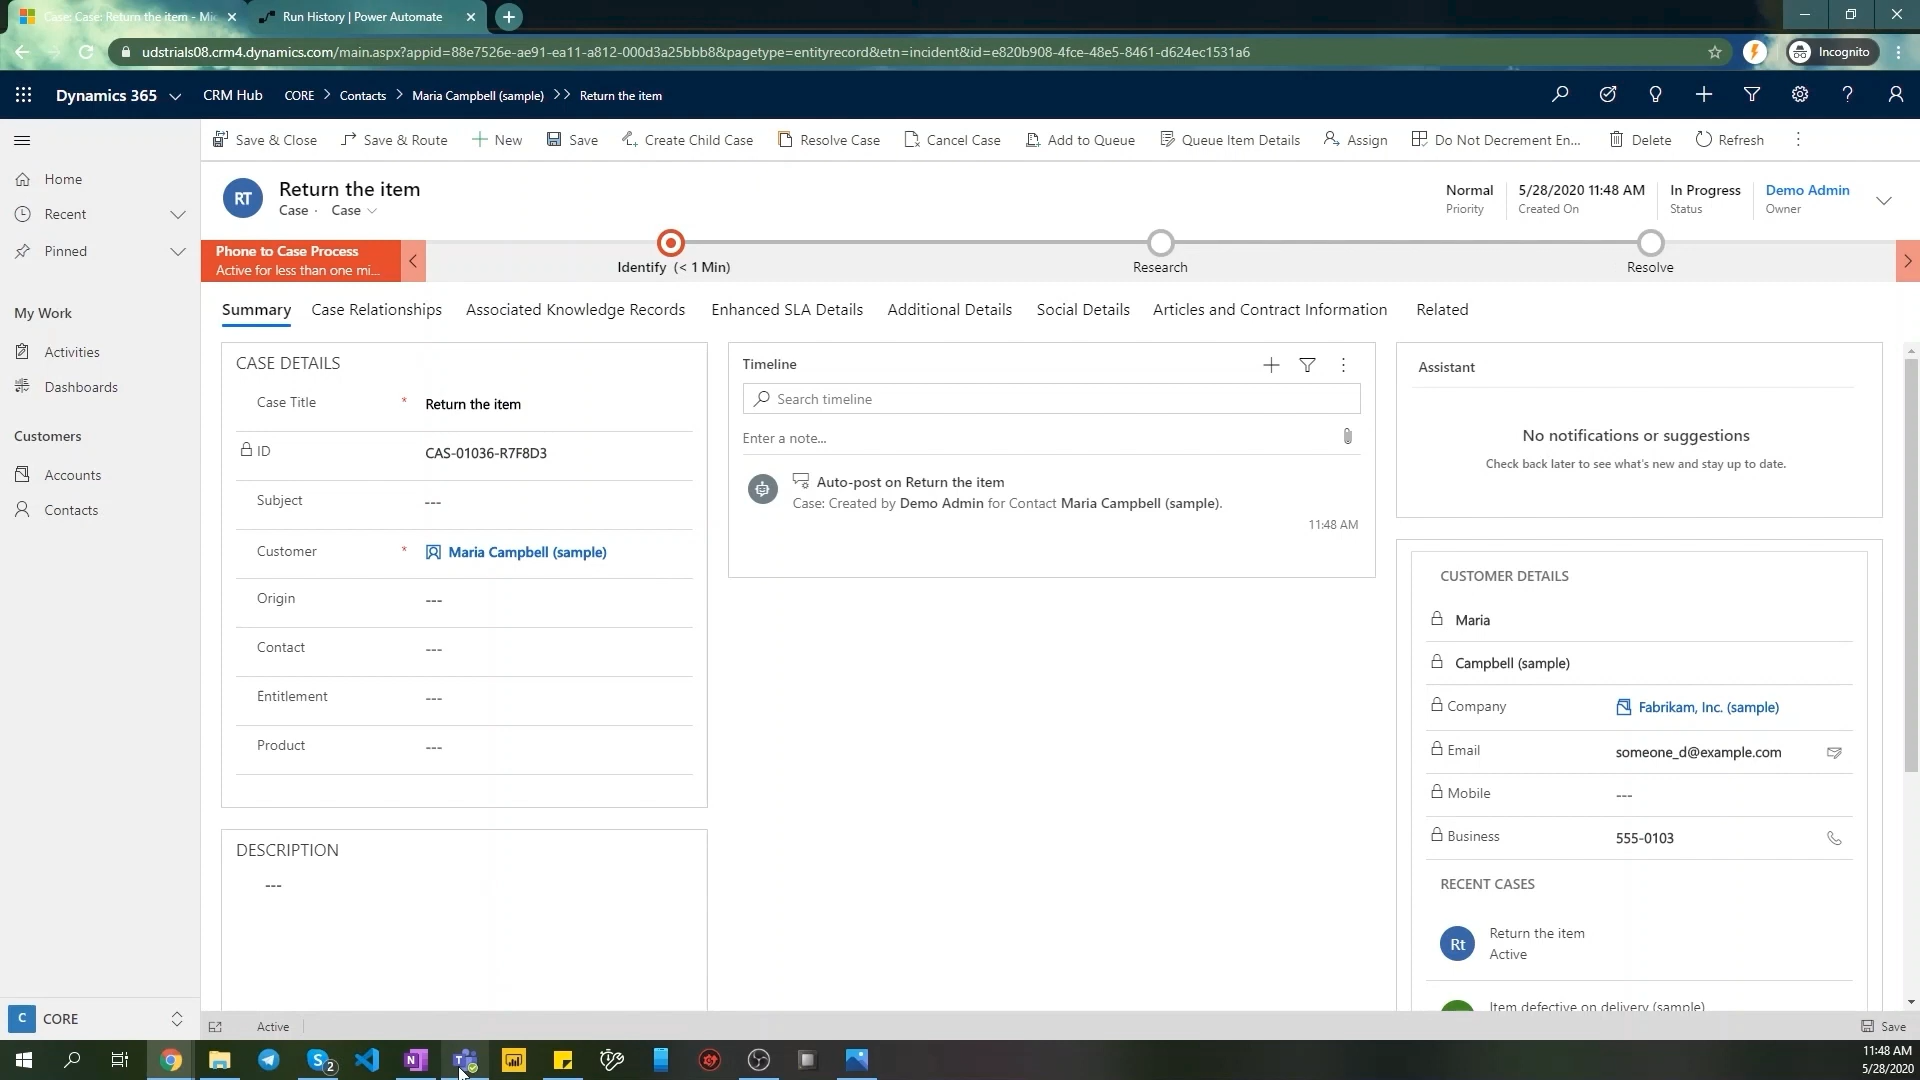 Case: Case: Return the item - Mic
Run History | Power Automate
udstrials08.crm4.dynamics.com/main.aspx?appid=88e7526e-ae91-ea11-a812-000d3a25bbb8&pagetype=entityrecord&etn=incident&id=e820b908-4fce-48e5-8461-d624ec1531a6
Incognito
Dynamics 365
CRM Hub
CORE > Contacts > Maria Campbell (sample) >> Return the item
Save & Close
Save & Route
New
Save
Create Child Case
Resolve Case
Cancel Case
Add to Queue
Queue Item Details
Assign
Do Not Decrement En...
Delete
Refresh
Home
Recent
Pinned
My Work
Activities
Dashboards
Customers
Accounts
Contacts
C CORE
RT
Return the item
Case · Case
Normal
Priority
5/28/2020 11:48 AM
Created On
In Progress
Status
Demo Admin
Owner
Phone to Case Process
Active for less than one mi...
Identify (< 1 Min)
Research
Resolve
Summary
Case Relationships
Associated Knowledge Records
Enhanced SLA Details
Additional Details
Social Details
Articles and Contract Information
Related
CASE DETAILS
Case Title * Return the item
ID CAS-01036-R7F8D3
Subject ---
Customer * Maria Campbell (sample)
Origin ---
Contact ---
Entitlement ---
Product ---
DESCRIPTION
---
Timeline
Search timeline
Enter a note...
Auto-post on Return the item
Case: Created by Demo Admin for Contact Maria Campbell (sample).
11:48 AM
Assistant
No notifications or suggestions
Check back later to see what's new and stay up to date.
CUSTOMER DETAILS
Maria
Campbell (sample)
Company Fabrikam, Inc. (sample)
Email someone_d@example.com
Mobile ---
Business 555-0103
RECENT CASES
Rt
Return the item
Active
Item defective on delivery (sample)
Active
Save
S 2
N
T
11:48 AM
5/28/2020